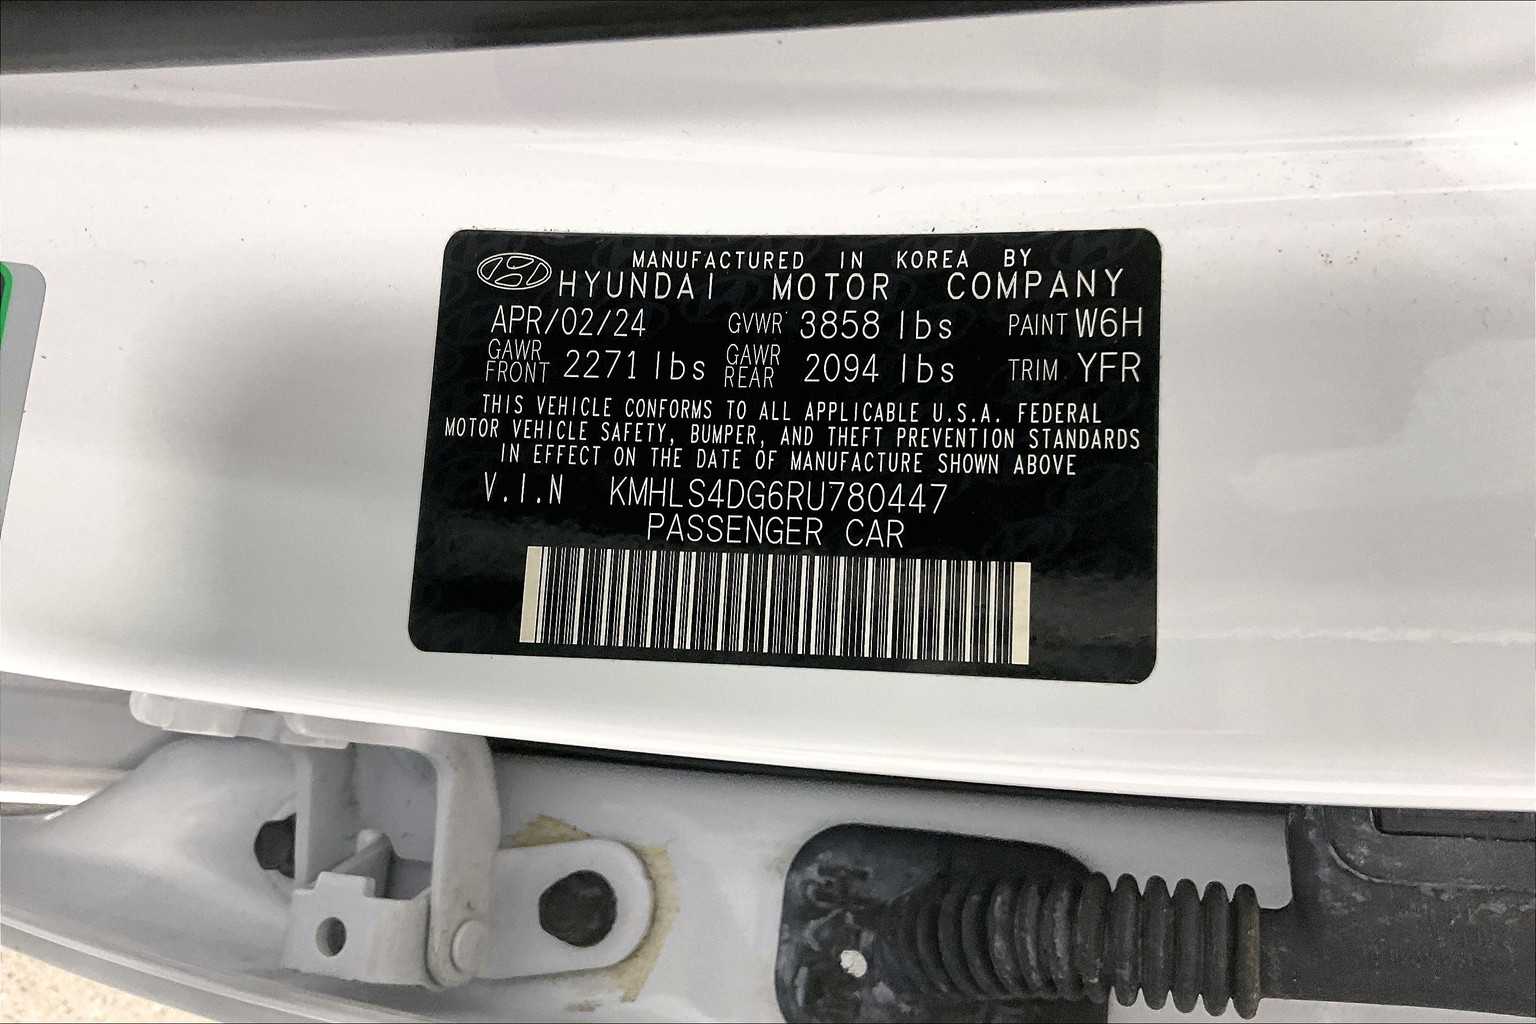 MANUFACTURED IN KOREA BY
HYUNDAI MOTOR COMPANY
APR/02/24 GVWR 3858 lbs PAINT W6H
GAWR FRONT 2271 lbs GAWR REAR 2094 lbs TRIM YFR
THIS VEHICLE CONFORMS TO ALL APPLICABLE U.S.A. FEDERAL
MOTOR VEHICLE SAFETY, BUMPER, AND THEFT PREVENTION STANDARDS
IN EFFECT ON THE DATE OF MANUFACTURE SHOWN ABOVE
V.I.N KMHLS4DG6RU780447
PASSENGER CAR